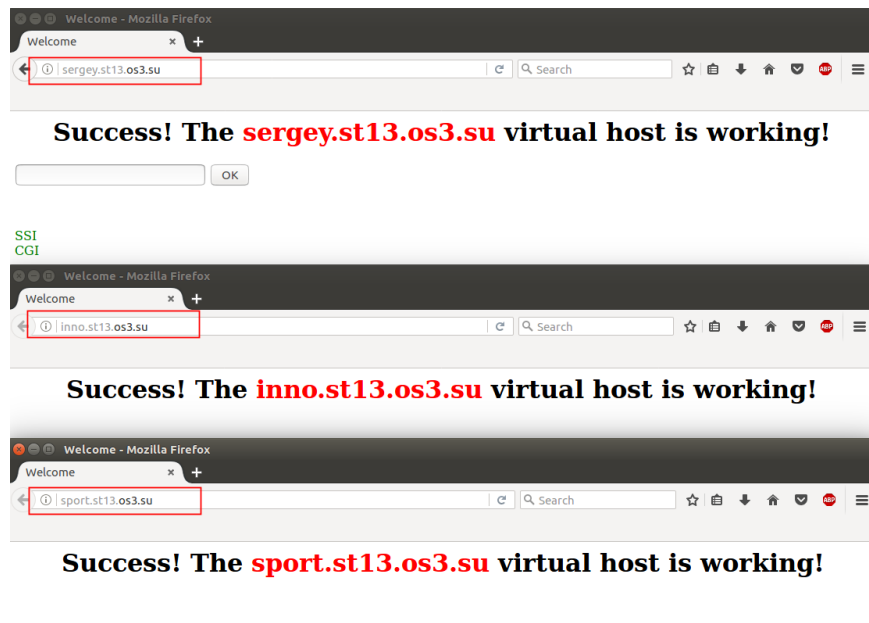 Welcome - Mozilla Firefox
Welcome × +
sergey.st13.os3.su Search ABP
Success! The sergey.st13.os3.su virtual host is working!
OK
SSI
CGI
Welcome - Mozilla Firefox
Welcome × +
inno.st13.os3.su Search ABP
Success! The inno.st13.os3.su virtual host is working!
Welcome - Mozilla Firefox
Welcome × +
sport.st13.os3.su Search ABP
Success! The sport.st13.os3.su virtual host is working!